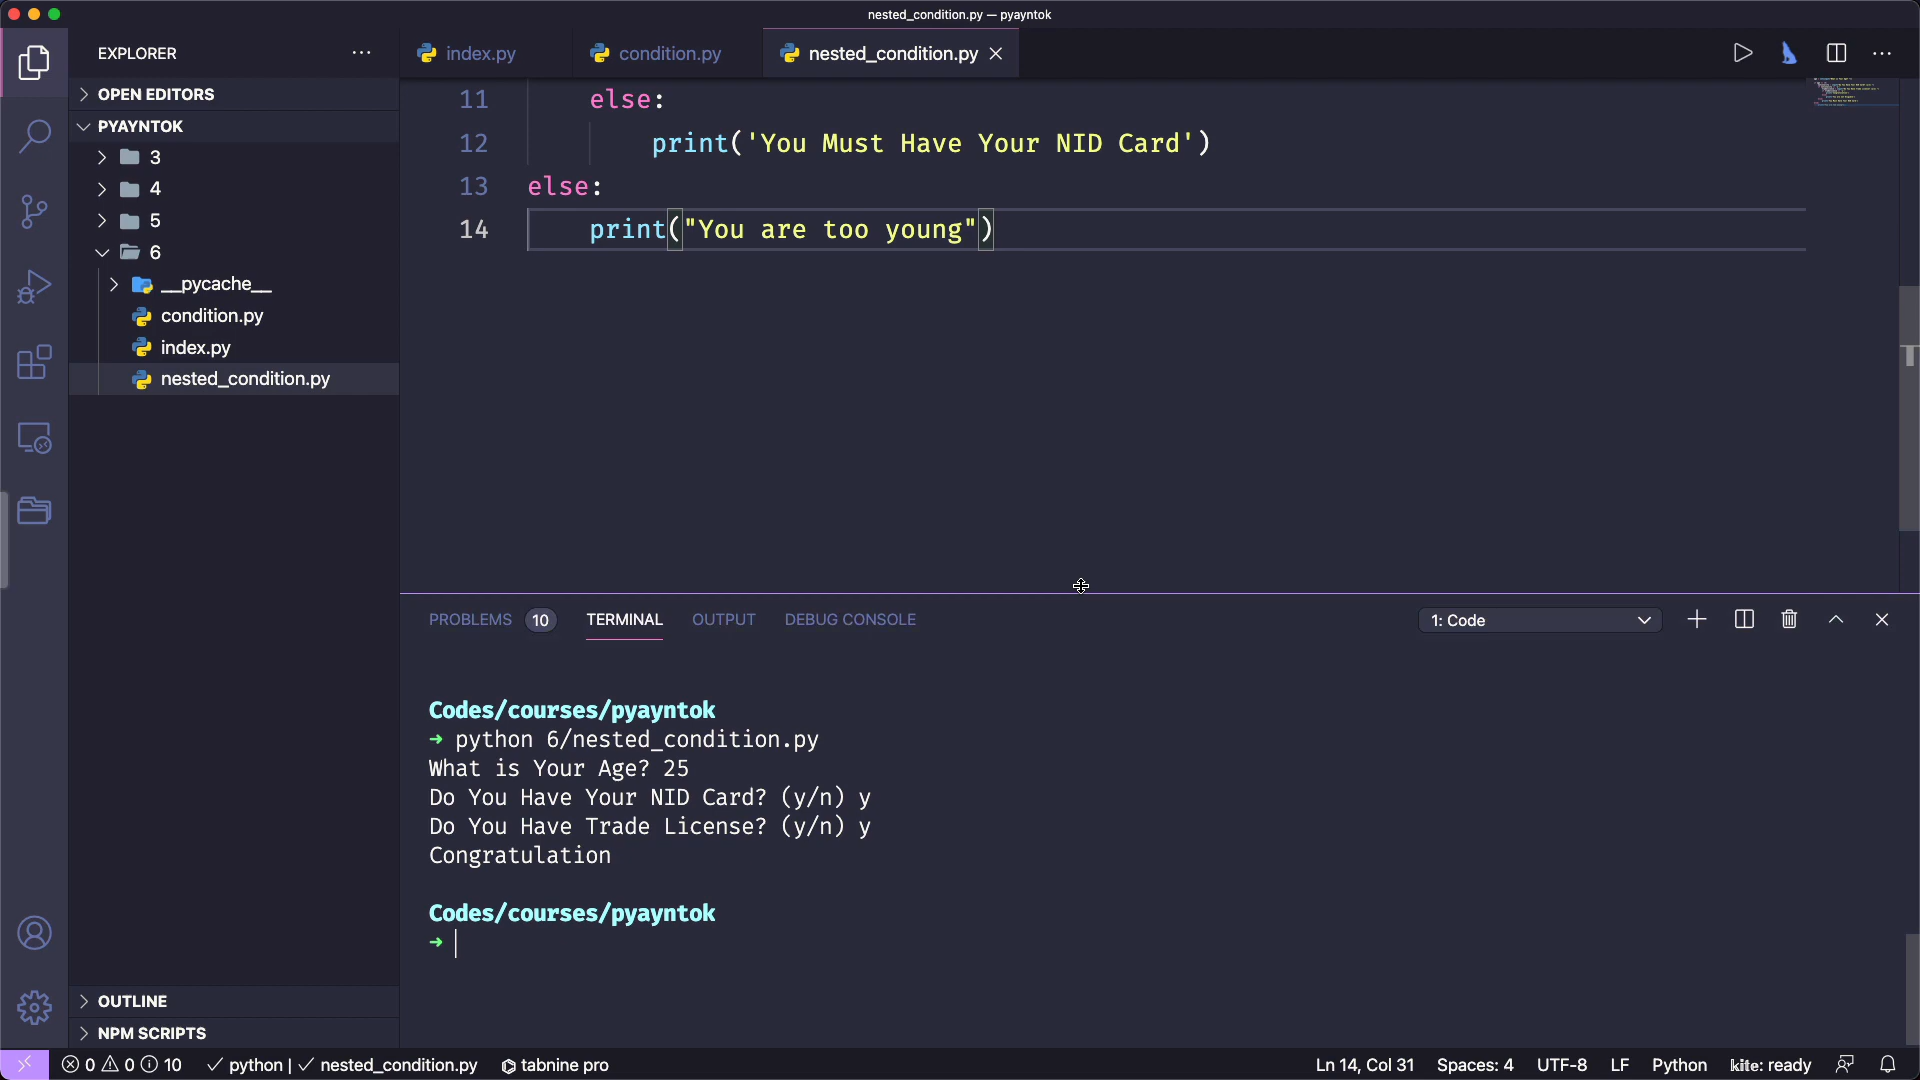 nested_condition.py — pyayntok
EXPLORER
index.py
condition.py
nested_condition.py
OPEN EDITORS
PYAYNTOK
3
4
5
6
__pycache__
condition.py
index.py
nested_condition.py
OUTLINE
NPM SCRIPTS
11 else:
12 print('You Must Have Your NID Card')
13 else:
14 print("You are too young")
PROBLEMS 10 TERMINAL OUTPUT DEBUG CONSOLE 1: Code
Codes/courses/pyayntok
➜ python 6/nested_condition.py
What is Your Age? 25
Do You Have Your NID Card? (y/n) y
Do You Have Trade License? (y/n) y
Congratulation
Codes/courses/pyayntok
➜
0 0 10 python | nested_condition.py tabnine pro Ln 14, Col 31 Spaces: 4 UTF-8 LF Python kite: ready